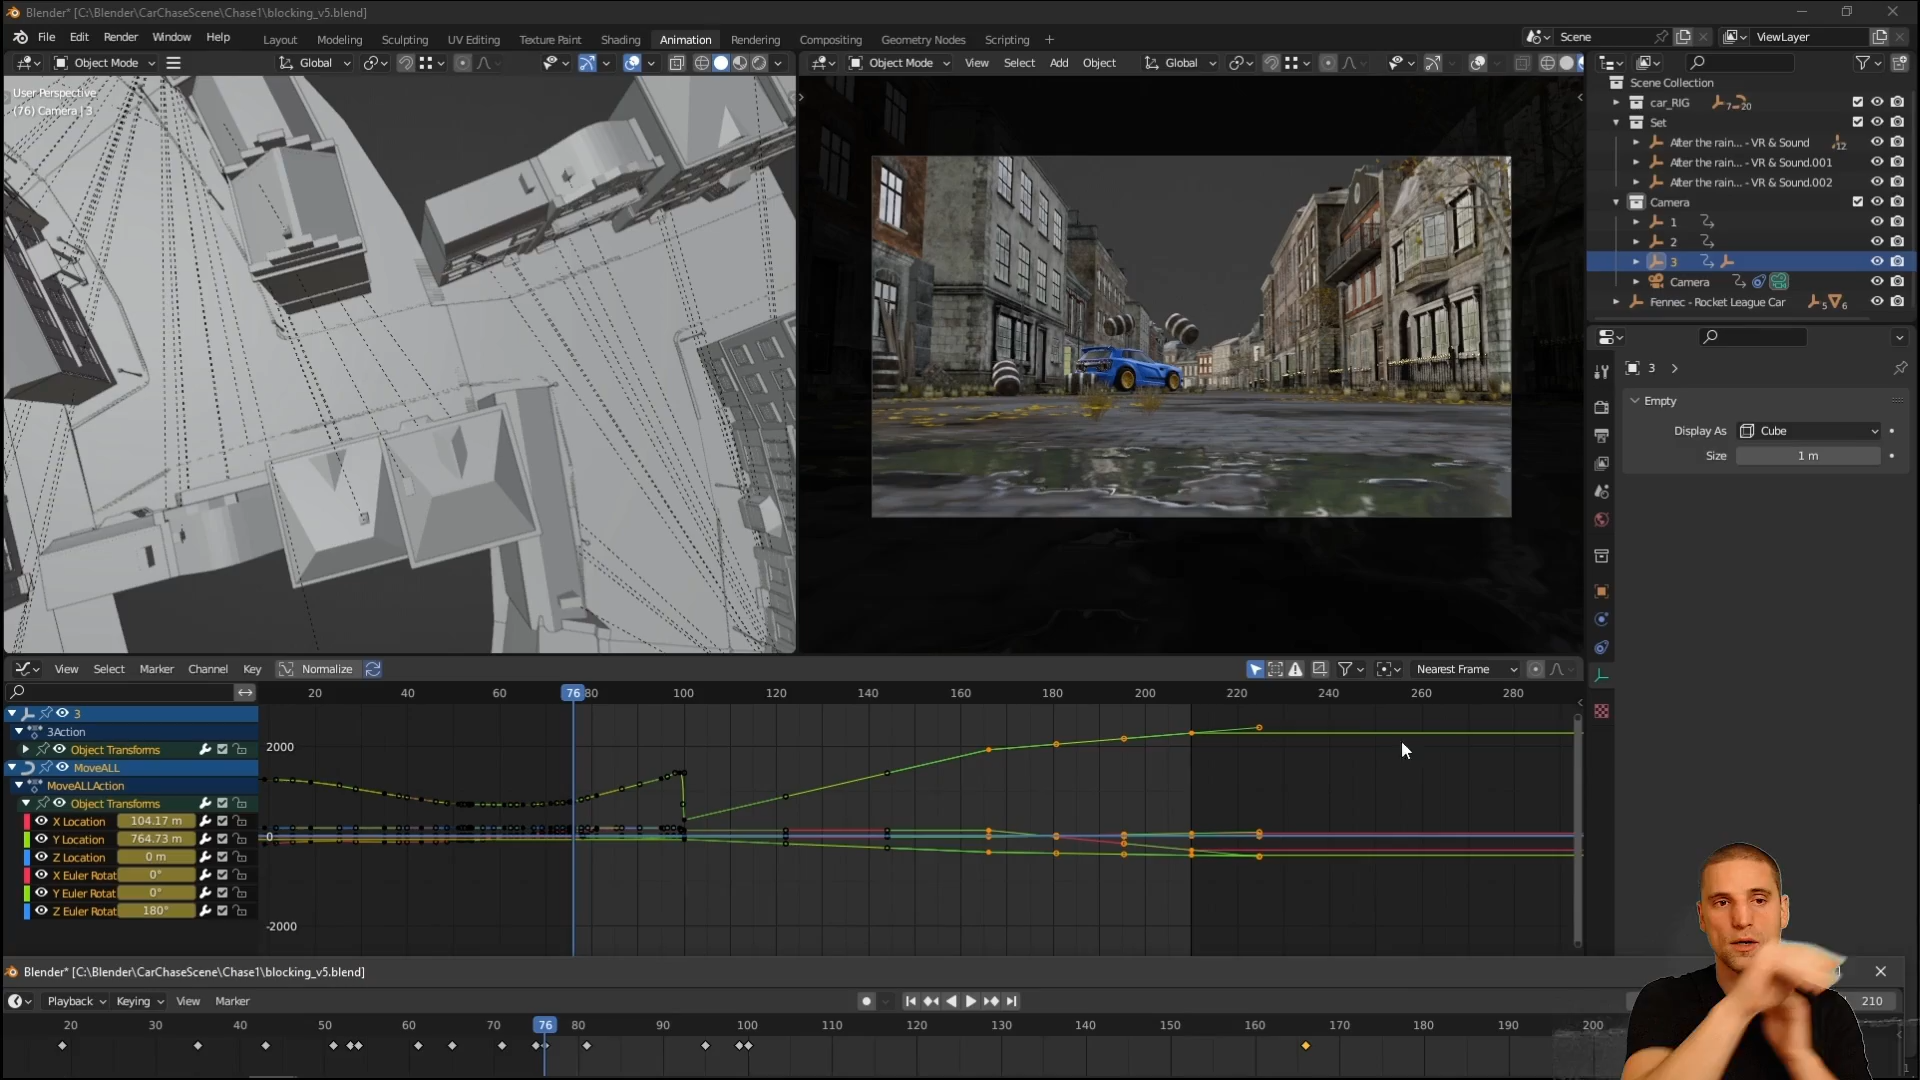 Blender* [C:\Blender\CarChaseScene\Chase1\blocking_v5.blend]
File Edit Render Window Help
Layout Modeling Sculpting UV Editing Texture Paint Shading Animation Rendering Compositing Geometry Nodes Scripting +
Scene
ViewLayer
Object Mode
Global
Object Mode View Select Add Object Global
User Perspective
(76) Camera | 3
Scene Collection
car_RIG 7 20
Set
After the rain... - VR & Sound 12
After the rain... - VR & Sound.001
After the rain... - VR & Sound.002
Camera
1
2
3
Camera
Fennec - Rocket League Car 5 6
3
Empty
Display As Cube
Size 1 m
View Select Marker Channel Key Normalize
Nearest Frame
20 40 60 76 80 100 120 140 160 180 200 220 240 260 280
3
3Action
Object Transforms
MoveALL
MoveALLAction
Object Transforms
X Location 104.17 m
Y Location 764.73 m
Z Location 0 m
X Euler Rotat 0°
Y Euler Rotat 0°
Z Euler Rotat 180°
2000
0
-2000
Blender* [C:\Blender\CarChaseScene\Chase1\blocking_v5.blend]
Playback Keying View Marker
210
20 30 40 50 60 70 76 80 90 100 110 120 130 140 150 160 170 180 190 200